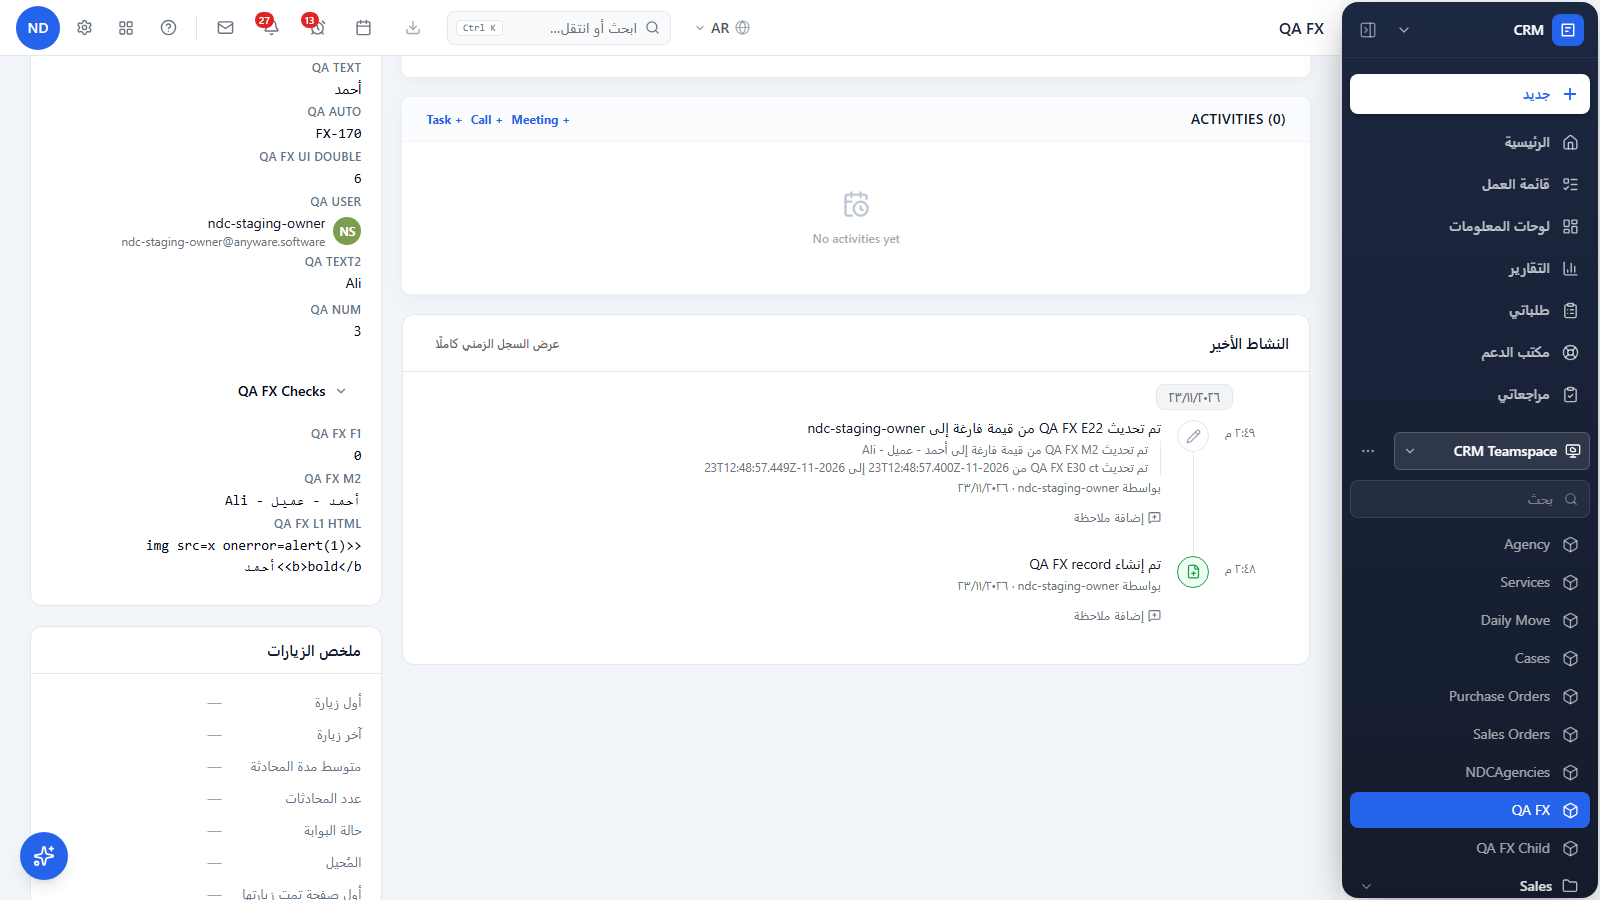 CRM
جديد
الرئيسية
قائمة العمل
لوحات المعلومات
التقارير
طلباتي
مكتب الدعم
مراجعاتي
CRM Teamspace
بحث
Agency
Services
Daily Move
Cases
Purchase Orders
Sales Orders
NDCAgencies
QA FX
QA FX Child
Sales
QA FX
AR
ابحث أو انتقل...
Ctrl K
13
27
ND
ACTIVITIES (0)
Meeting +
Call +
Task +
No activities yet
النشاط الأخير
عرض السجل الزمني كاملًا
٢٣/١١/٢٠٢٦
٢:٤٩ م
تم تحديث QA FX E22 من قيمة فارغة إلى ndc-staging-owner
تم تحديث QA FX M2 من قيمة فارغة إلى أحمد - عميل - Ali
تم تحديث QA FX E30 ct من 2026-11-23T12:48:57.400Z إلى 2026-11-23T12:48:57.449Z
بواسطة ndc-staging-owner · ٢٣/١١/٢٠٢٦
إضافة ملاحظة
٢:٤٨ م
تم إنشاء QA FX record
بواسطة ndc-staging-owner · ٢٣/١١/٢٠٢٦
إضافة ملاحظة
QA TEXT
أحمد
QA AUTO
FX-170
QA FX UI DOUBLE
6
QA USER
NS
ndc-staging-owner
ndc-staging-owner@anyware.software
QA TEXT2
Ali
QA NUM
3
QA FX Checks
QA FX F1
0
QA FX M2
أحمد - عميل - Ali
QA FX L1 HTML
<img src=x onerror=alert(1)>
<b>bold</b>أحمد
ملخص الزيارات
أول زيارة —
آخر زيارة —
متوسط مدة المحادثة —
عدد المحادثات —
حالة البوابة —
المُحيل —
أول صفحة تمت زيارتها —